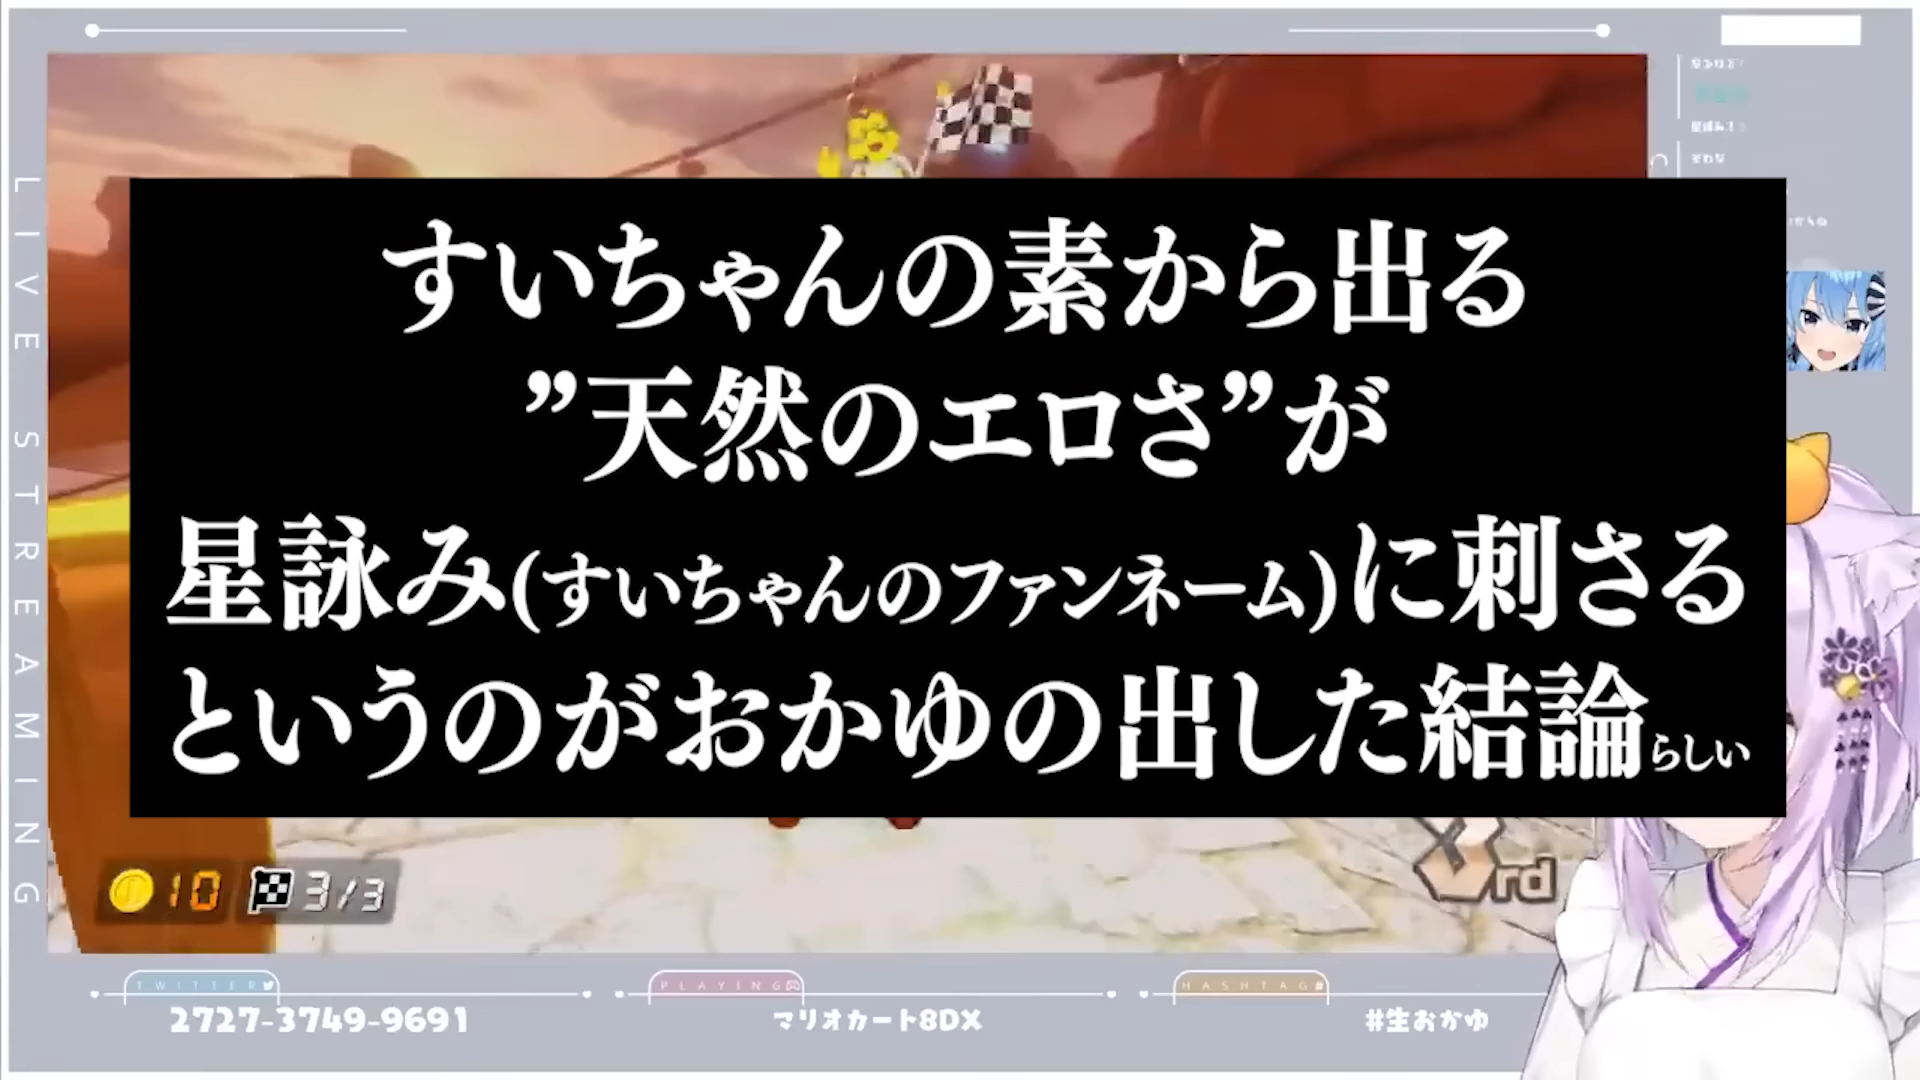 すいちゃんの素から出る
”天然のエロさ”が
星詠み(すいちゃんのファンネーム)に刺さる
というのがおかゆの出した結論らしい
LIVE STREAMING
10 3/3
3rd
TWITTER
2727-3749-9691
PLAYING
マリオカート8DX
HASHTAG#
#生おかゆ